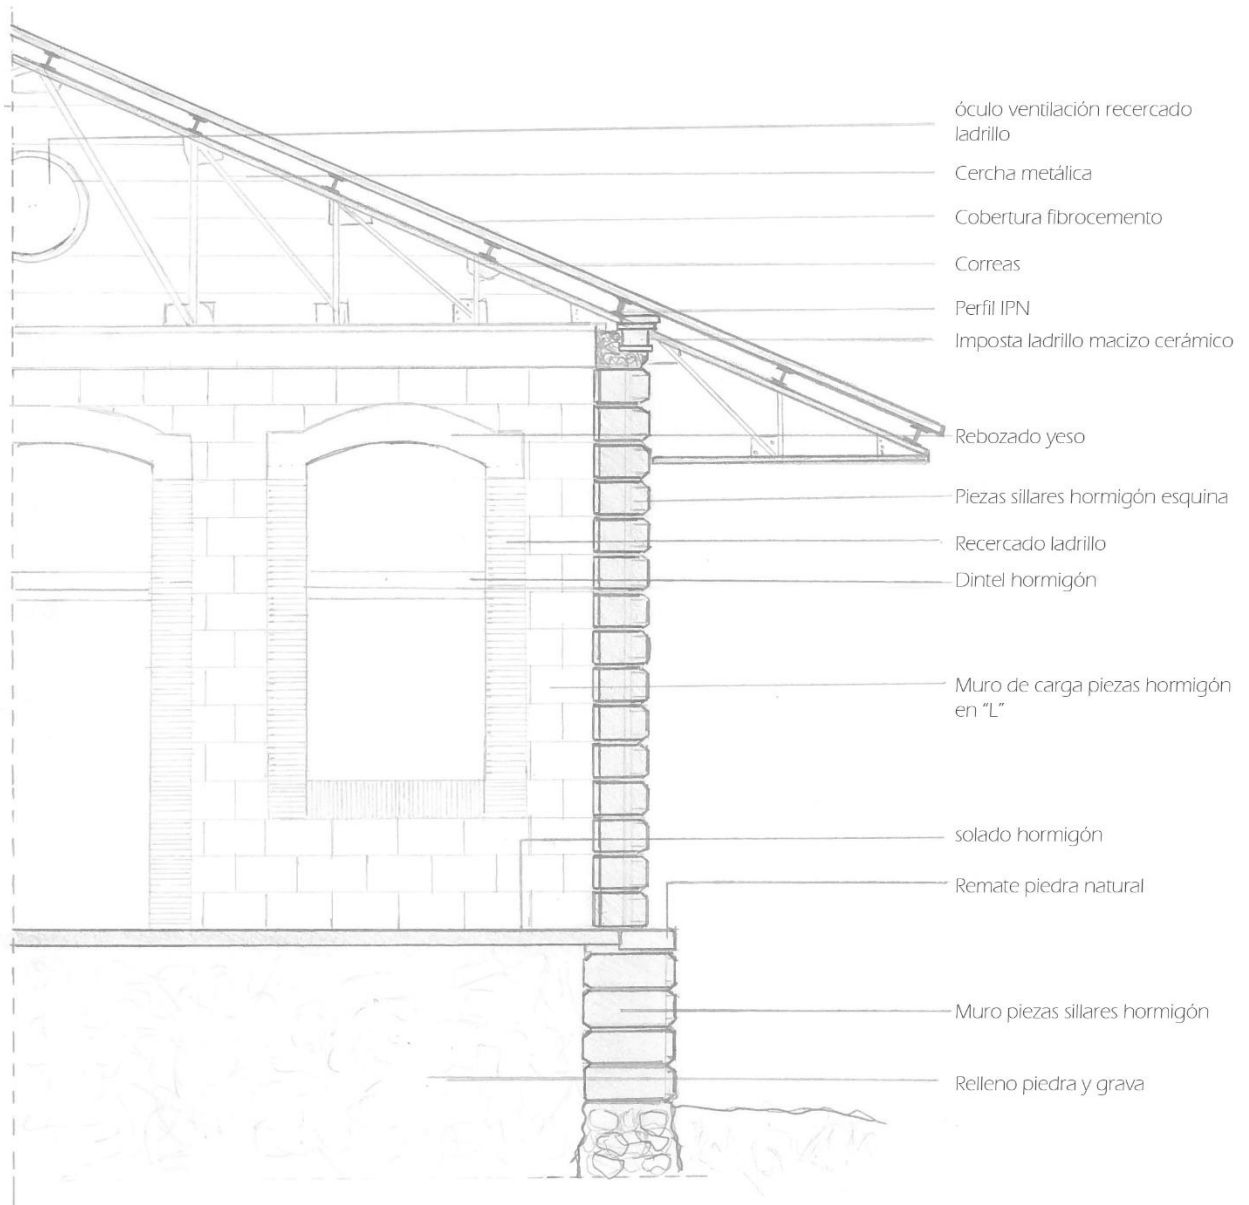 óculo ventilación recercado
ladrillo
Cercha metálica
Cobertura fibrocemento
Correas
Perfil IPN
Imposta ladrillo macizo cerámico
Rebozado yeso
Piezas sillares hormigón esquina
Recercado ladrillo
Dintel hormigón
Muro de carga piezas hormigón
en "L"
solado hormigón
Remate piedra natural
Muro piezas sillares hormigón
Relleno piedra y grava